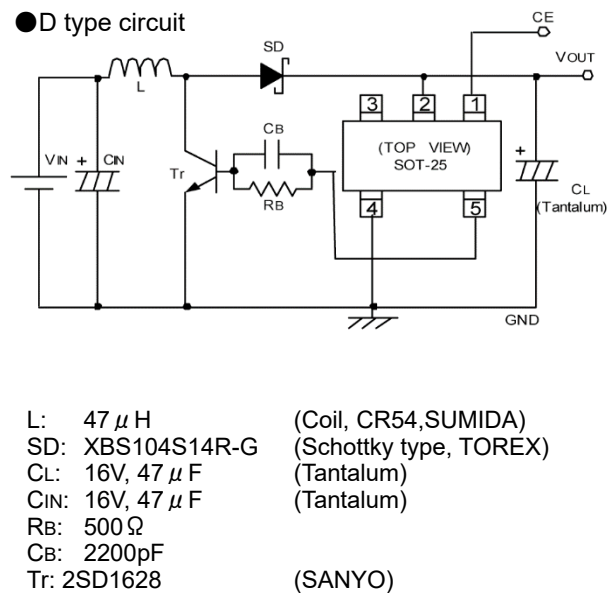 ●D type circuit
CE
SD
VOUT
L
3 2 1
CB
(TOP VIEW)
SOT-25
VIN + CIN
Tr
+
RB
CL
(Tantalum)
4 5
GND
L: 47μH (Coil, CR54,SUMIDA)
SD: XBS104S14R-G (Schottky type, TOREX)
CL: 16V, 47μF (Tantalum)
CIN: 16V, 47μF (Tantalum)
RB: 500Ω
CB: 2200pF
Tr: 2SD1628 (SANYO)